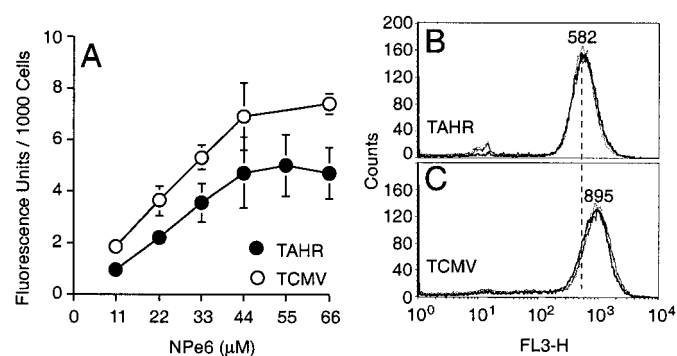 A
Fluorescence Units / 1000 Cells
10
8
6
4
2
0
0 11 22 33 44 55 66
NPe6 (μM)
TAHR
TCMV
B
582
200
160
120
80
40
0
TAHR
Counts
C
895
160
120
80
40
0
TCMV
10⁰ 10¹ 10² 10³ 10⁴
FL3-H